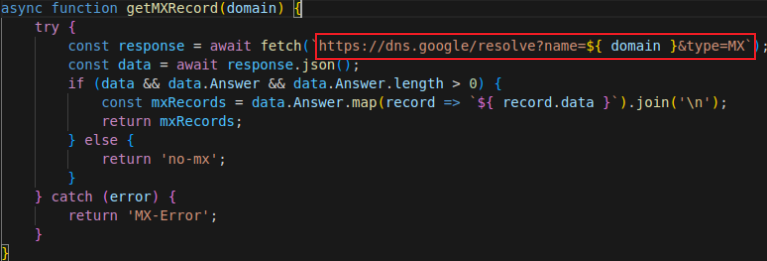 async function getMXRecord(domain) {
try {
const response = await fetch(`https://dns.google/resolve?name=${ domain }&type=MX`);
const data = await response.json();
if (data && data.Answer && data.Answer.length > 0) {
const mxRecords = data.Answer.map(record => `${ record.data }`).join('\n');
return mxRecords;
} else {
return 'no-mx';
}
} catch (error) {
return 'MX-Error';
}
}